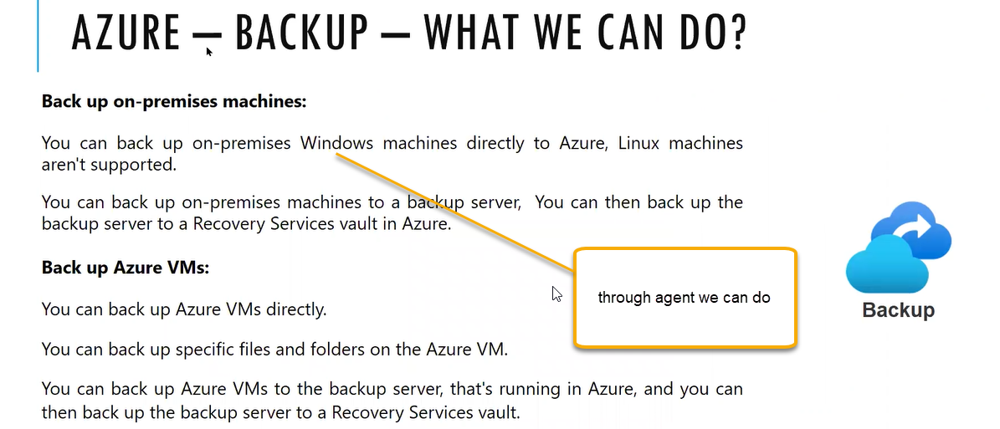 AZURE – BACKUP – WHAT WE CAN DO?
Back up on-premises machines:
You can back up on-premises Windows machines directly to Azure, Linux machines
aren't supported.
You can back up on-premises machines to a backup server, You can then back up the
backup server to a Recovery Services vault in Azure.
Back up Azure VMs:
through agent we can do
You can back up Azure VMs directly.
Backup
You can back up specific files and folders on the Azure VM.
You can back up Azure VMs to the backup server, that's running in Azure, and you can
then back up the backup server to a Recovery Services vault.